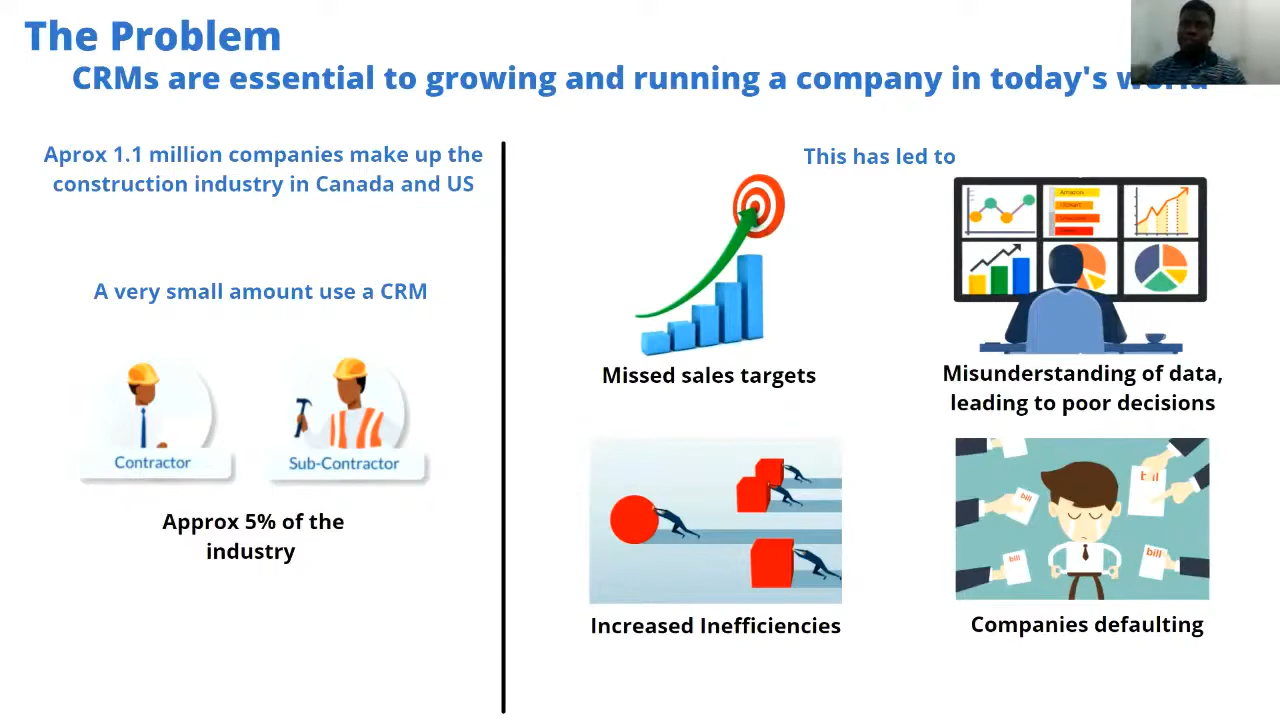 The Problem
CRMs are essential to growing and running a company in today's
Aprox 1.1 million companies make up the
construction industry in Canada and US
A very small amount use a CRM
Contractor
Sub-Contractor
Approx 5% of the
industry
This has led to
Amazon
Missed sales targets
Misunderstanding of data,
leading to poor decisions
bill
bill
bill
bill
Increased Inefficiencies
Companies defaulting